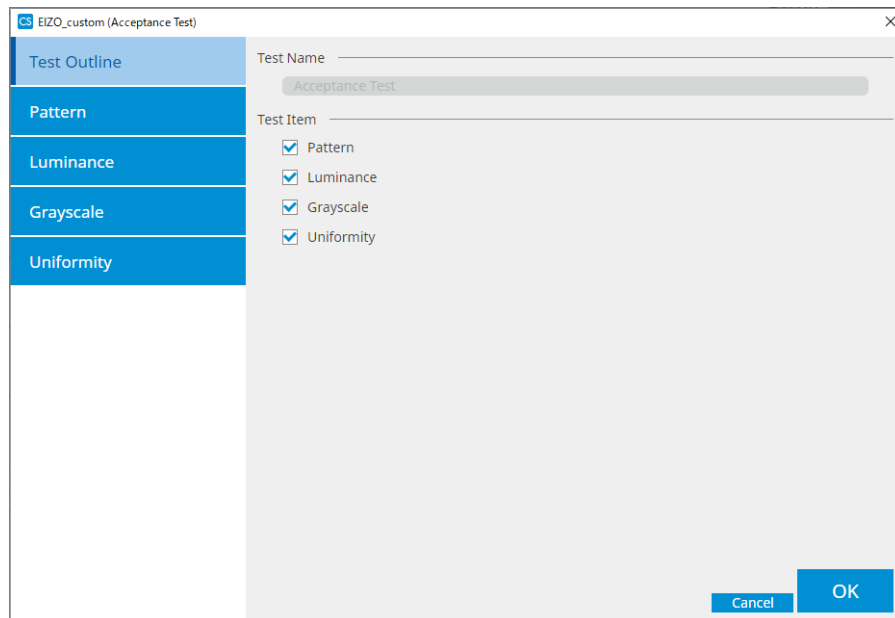 CS EIZO_custom (Acceptance Test)
Test Outline
Pattern
Luminance
Grayscale
Uniformity
Test Name
Acceptance Test
Test Item
Pattern
Luminance
Grayscale
Uniformity
Cancel
OK